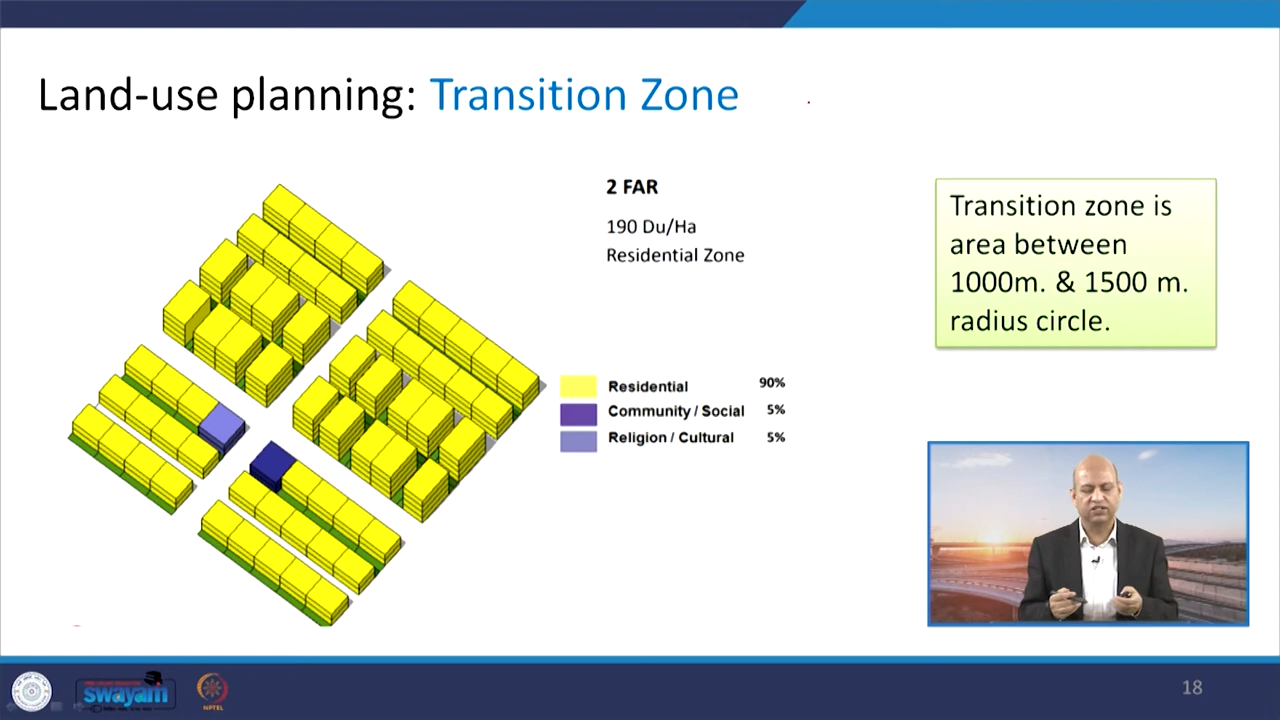 Land-use planning: Transition Zone
2 FAR
190 Du/Ha
Residential Zone
Transition zone is
area between
1000m. & 1500 m.
radius circle.
Residential 90%
Community / Social 5%
Religion / Cultural 5%
swayam
NPTEL
18